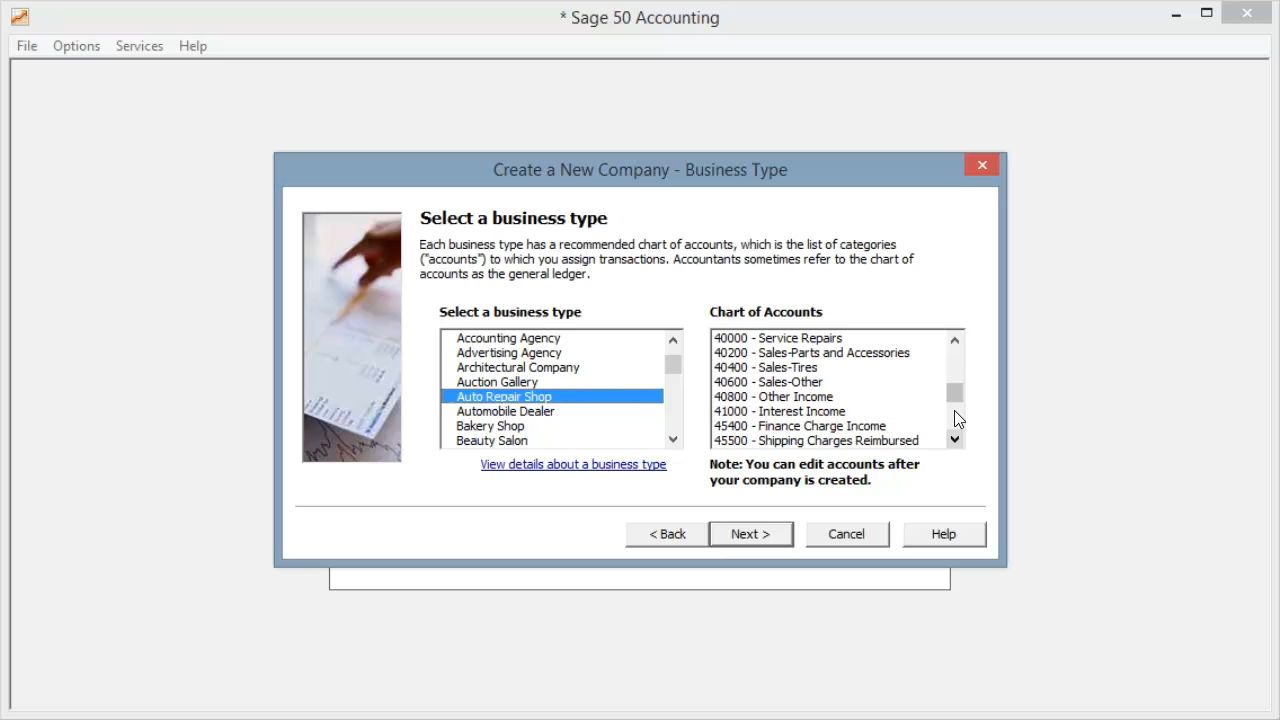 * Sage 50 Accounting
File Options Services Help
Create a New Company - Business Type
Select a business type
Each business type has a recommended chart of accounts, which is the list of categories
("accounts") to which you assign transactions. Accountants sometimes refer to the chart of
accounts as the general ledger.
Select a business type
Accounting Agency
Advertising Agency
Architectural Company
Auction Gallery
Auto Repair Shop
Automobile Dealer
Bakery Shop
Beauty Salon
View details about a business type
Chart of Accounts
40000 - Service Repairs
40200 - Sales-Parts and Accessories
40400 - Sales-Tires
40600 - Sales-Other
40800 - Other Income
41000 - Interest Income
45400 - Finance Charge Income
45500 - Shipping Charges Reimbursed
Note: You can edit accounts after
your company is created.
< Back Next > Cancel Help